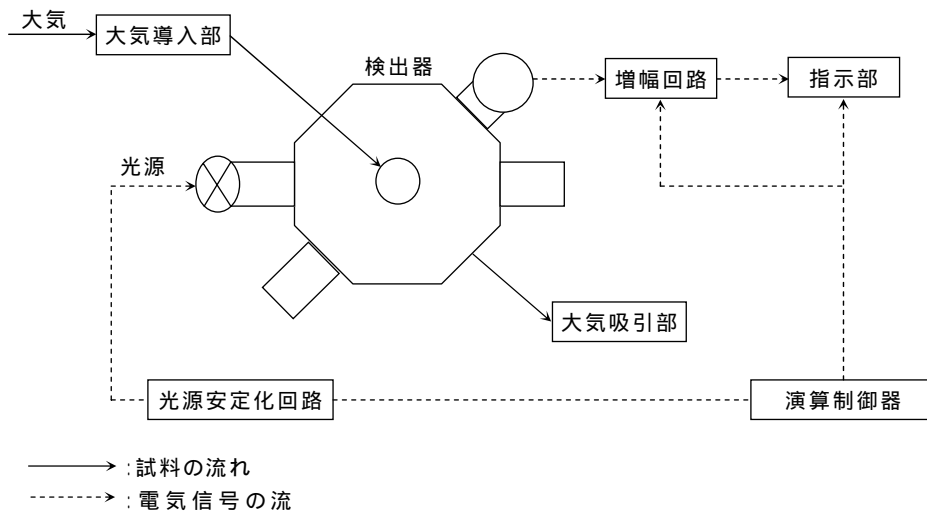 大気
大気導入部
検出器
増幅回路
指示部
光源
大気吸引部
光源安定化回路
演算制御器
:試料の流れ
:電気信号の流